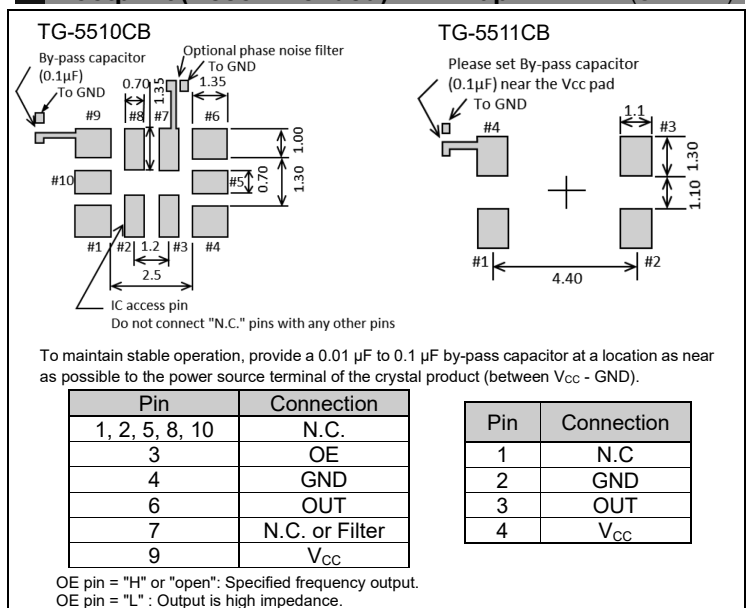 TG-5510CB
By-pass capacitor
(0.1µF)
To GND
Optional phase noise filter
To GND
0.70
1.35
1.35
#9
#8
#7
#6
1.00
#10
#5
0.70
1.30
#1
#2
1.2
#3
#4
2.5
IC access pin
Do not connect "N.C." pins with any other pins
TG-5511CB
Please set By-pass capacitor
(0.1µF) near the Vcc pad
To GND
#4
1.1
#3
1.30
1.10
#1
#2
4.40
To maintain stable operation, provide a 0.01 µF to 0.1 µF by-pass capacitor at a location as near
as possible to the power source terminal of the crystal product (between VCC - GND).
Pin Connection
1, 2, 5, 8, 10 N.C.
3 OE
4 GND
6 OUT
7 N.C. or Filter
9 VCC
Pin Connection
1 N.C
2 GND
3 OUT
4 VCC
OE pin = "H" or "open": Specified frequency output.
OE pin = "L" : Output is high impedance.